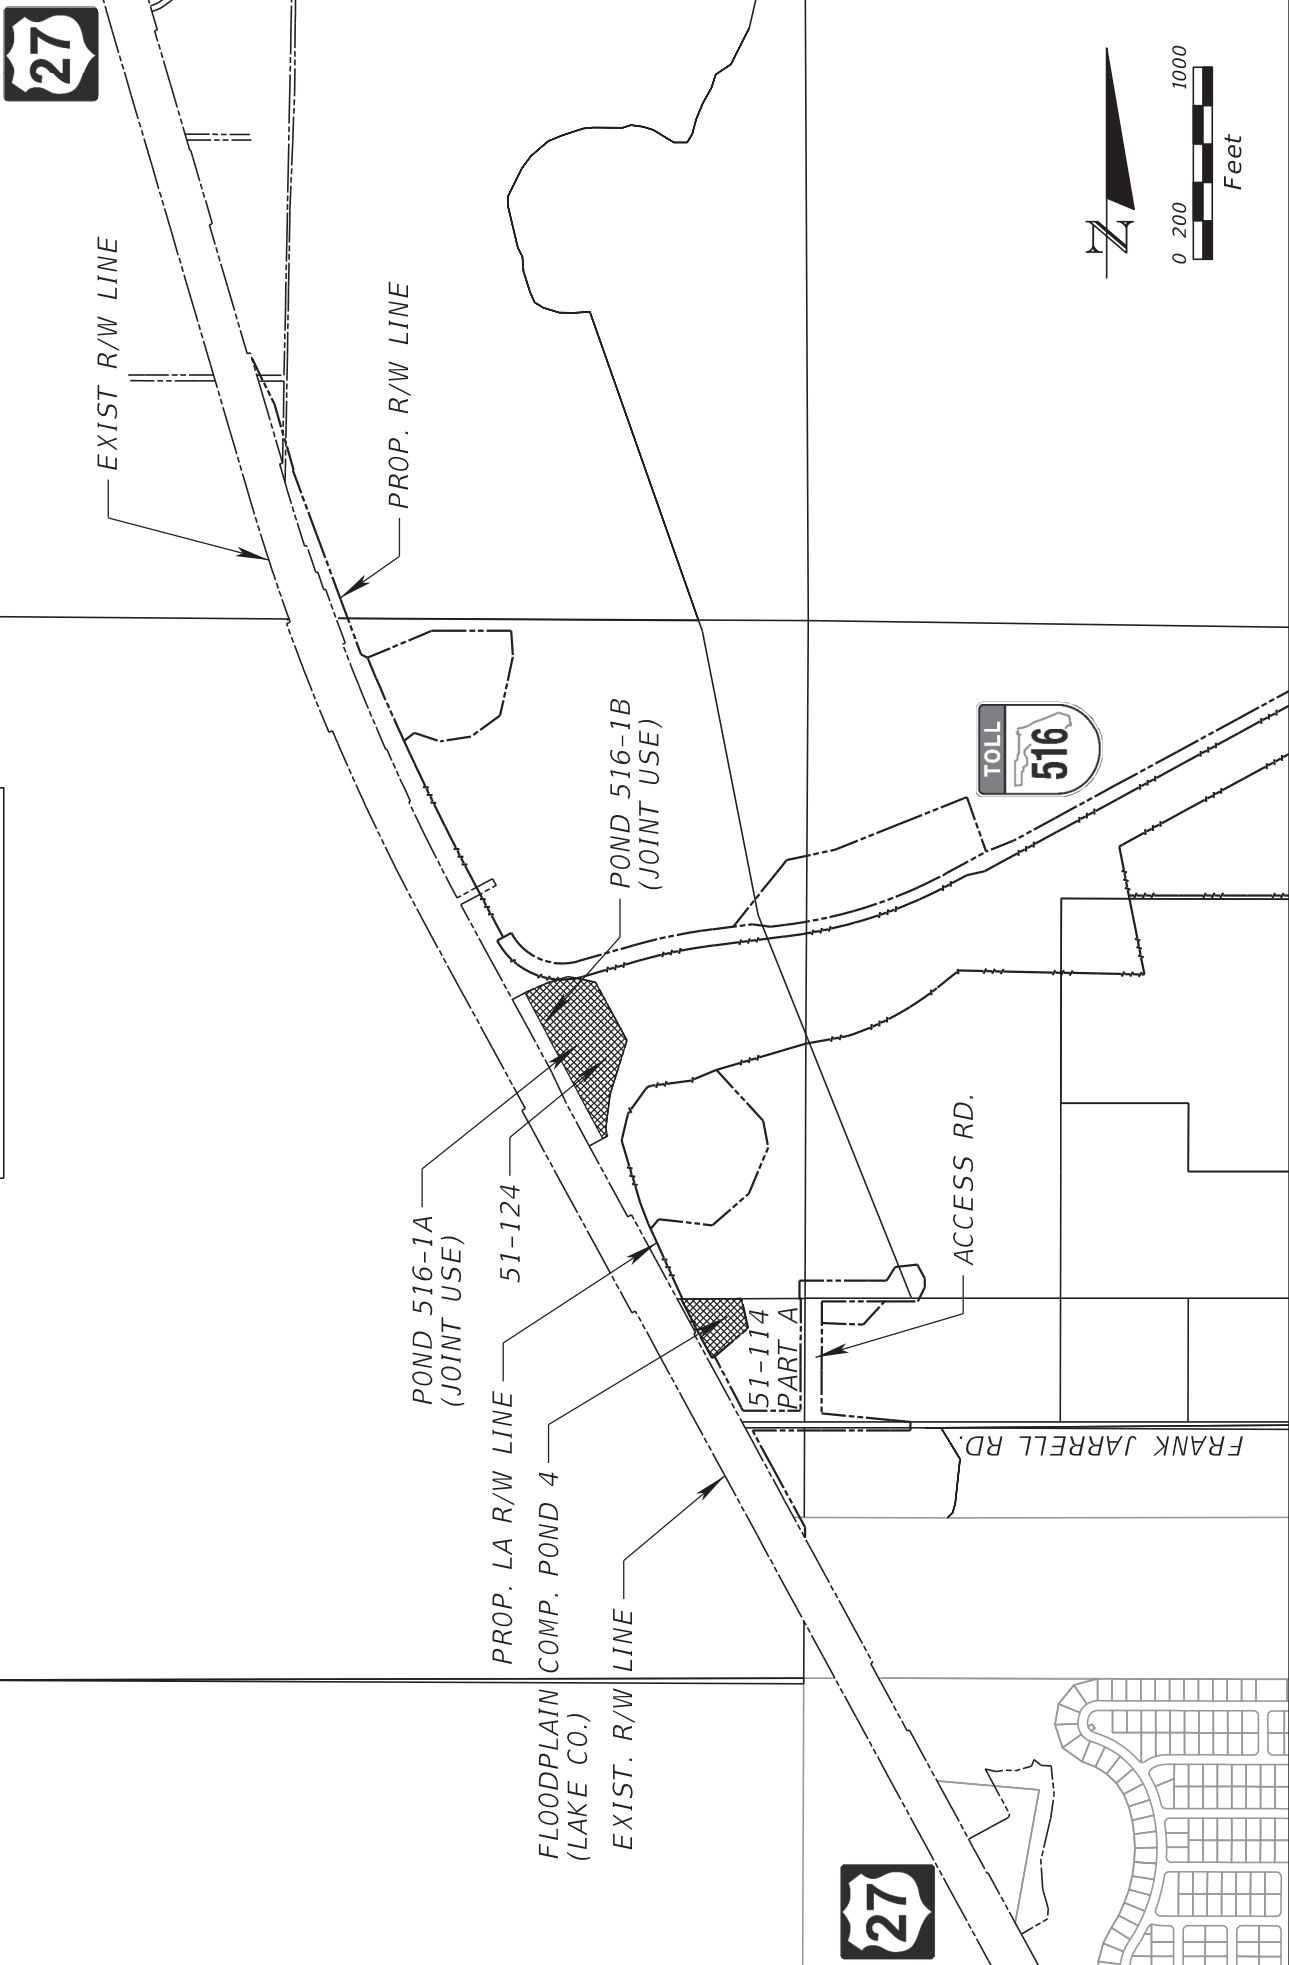 27
EXIST R/W LINE
PROP. R/W LINE
N
0 200 1000
Feet
POND 516-1B
(JOINT USE)
TOLL
516
POND 516-1A
(JOINT USE)
51-124
PROP. LA R/W LINE
FLOODPLAIN COMP. POND 4
(LAKE CO.)
EXIST. R/W LINE
51-114
PART A
ACCESS RD.
FRANK JARRELL RD.
27